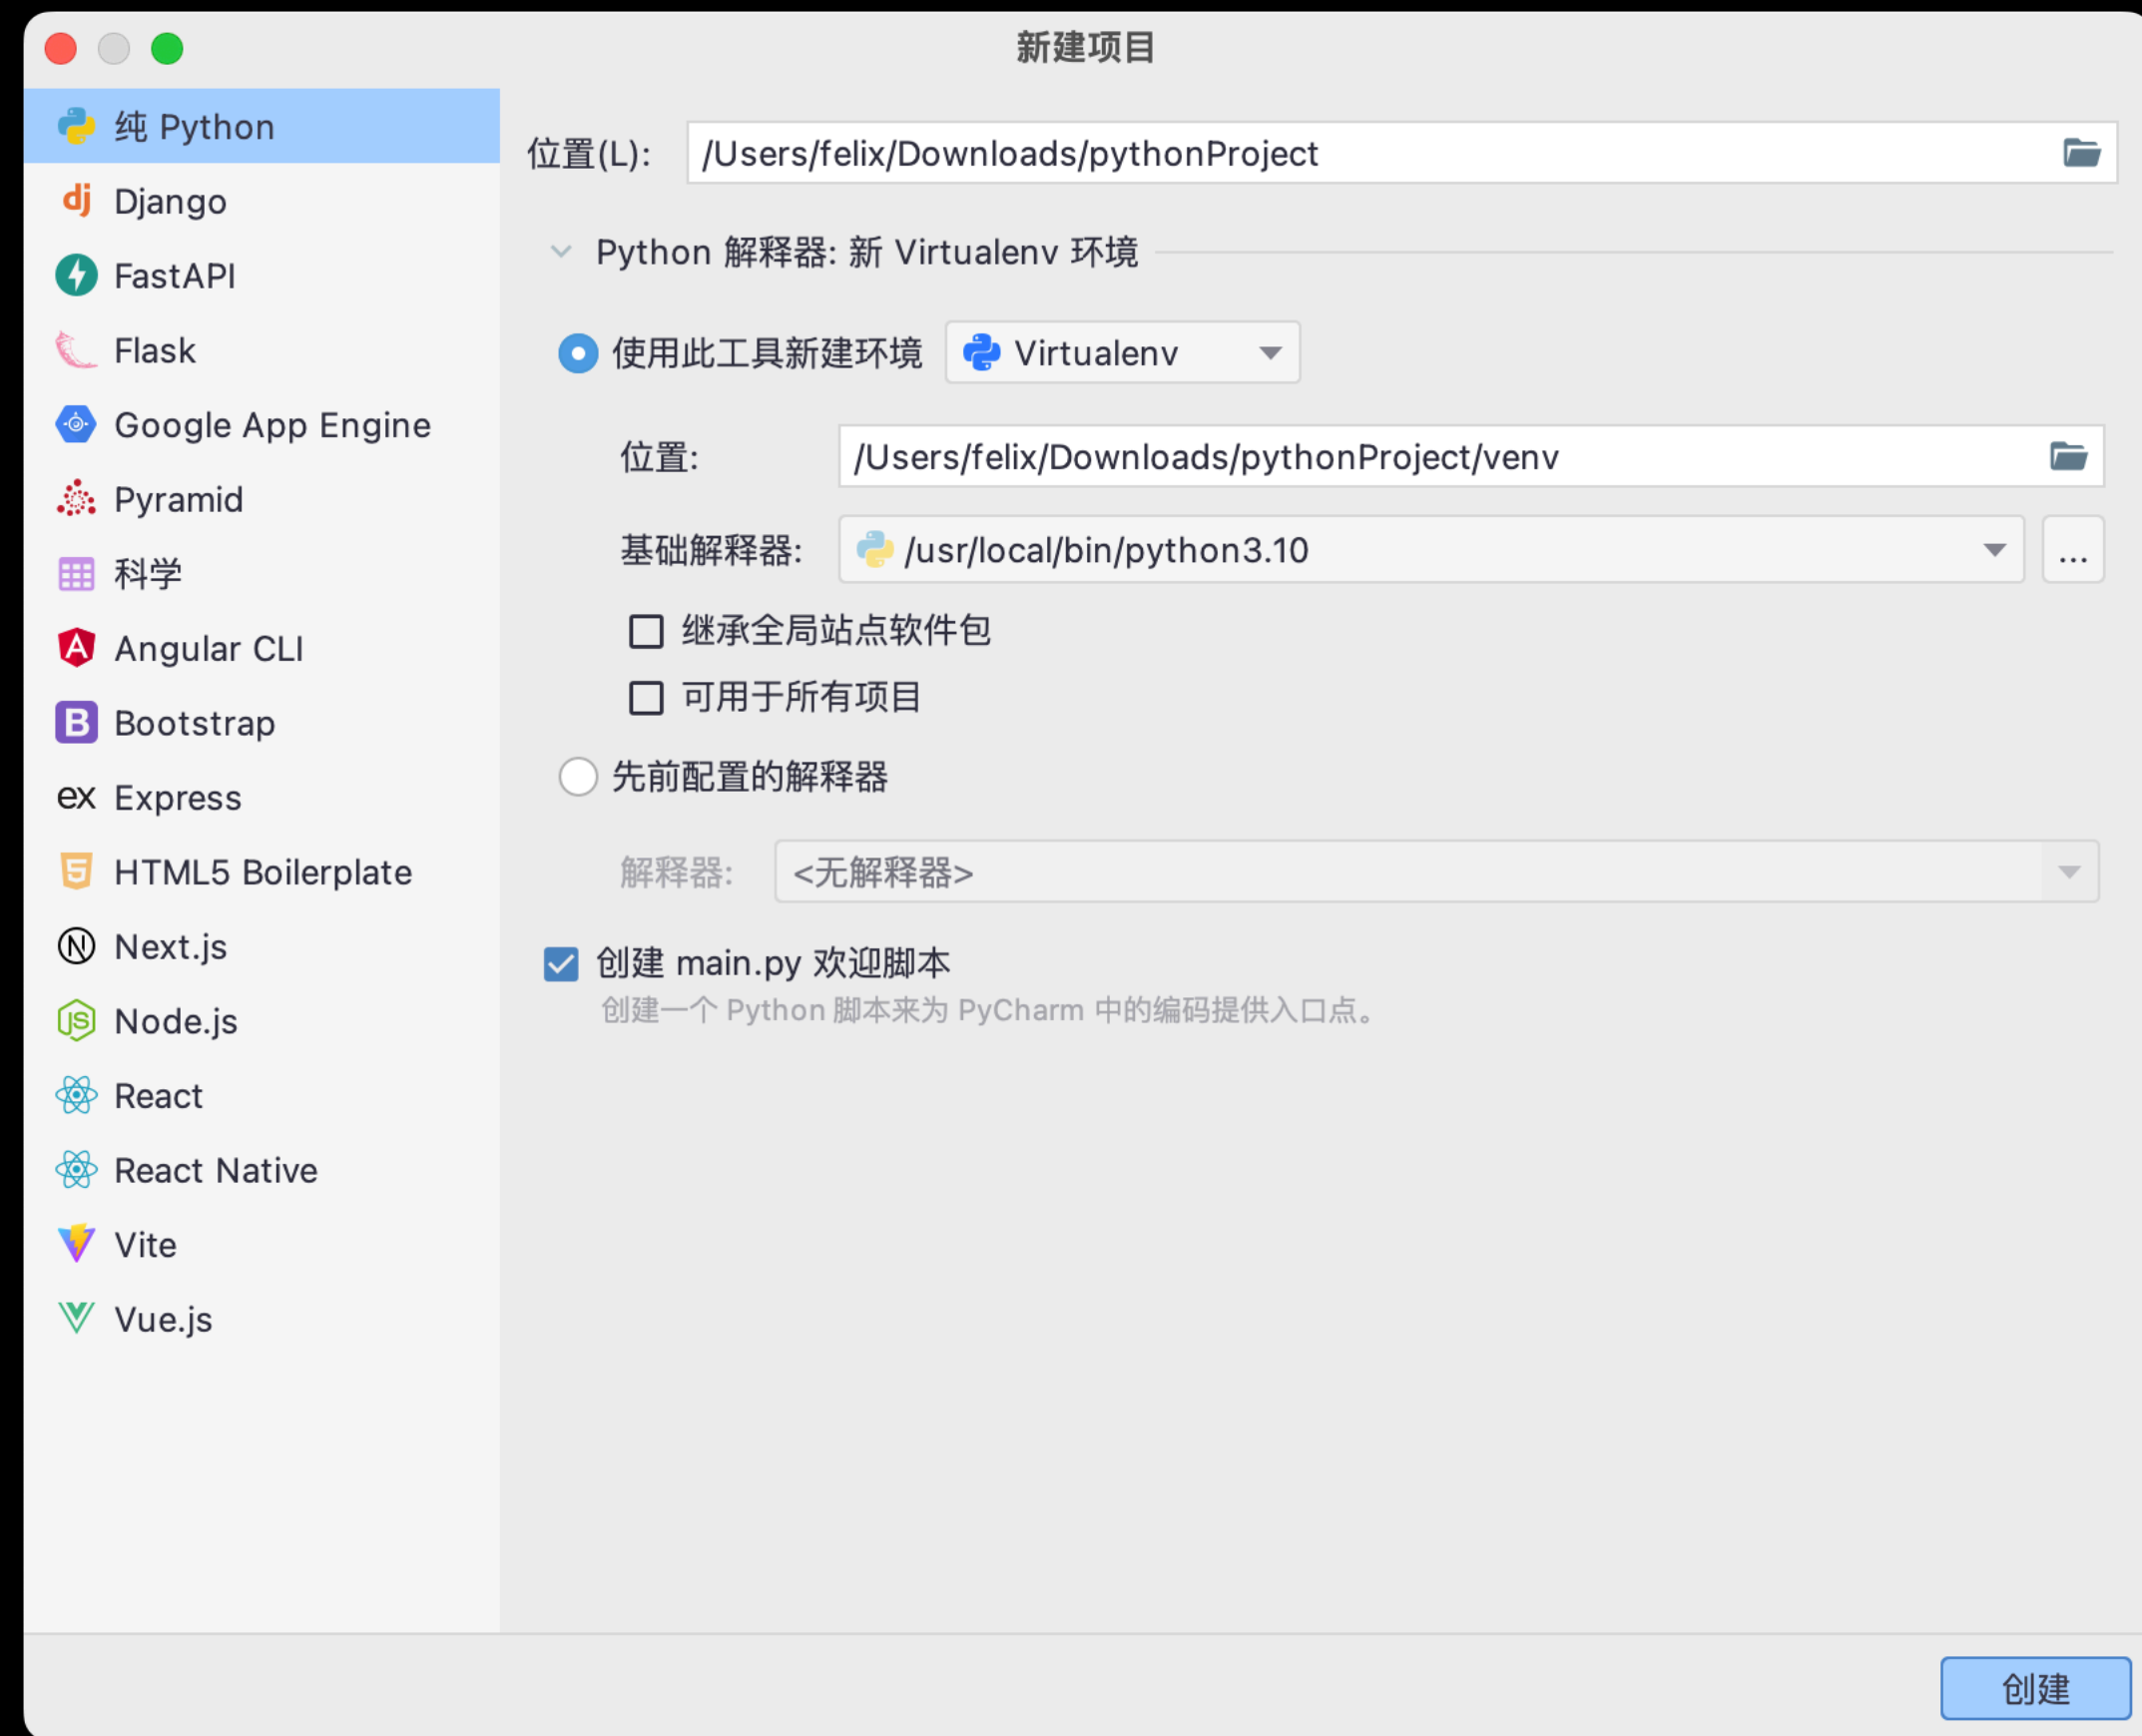 新建项目
纯 Python
Django
FastAPI
Flask
Google App Engine
Pyramid
科学
Angular CLI
Bootstrap
ex Express
HTML5 Boilerplate
Next.js
Node.js
React
React Native
Vite
Vue.js
位置(L): /Users/felix/Downloads/pythonProject
Python 解释器: 新 Virtualenv 环境
使用此工具新建环境 Virtualenv
位置: /Users/felix/Downloads/pythonProject/venv
基础解释器: /usr/local/bin/python3.10 ...
继承全局站点软件包
可用于所有项目
先前配置的解释器
解释器: <无解释器>
创建 main.py 欢迎脚本
创建一个 Python 脚本来为 PyCharm 中的编码提供入口点。
创建